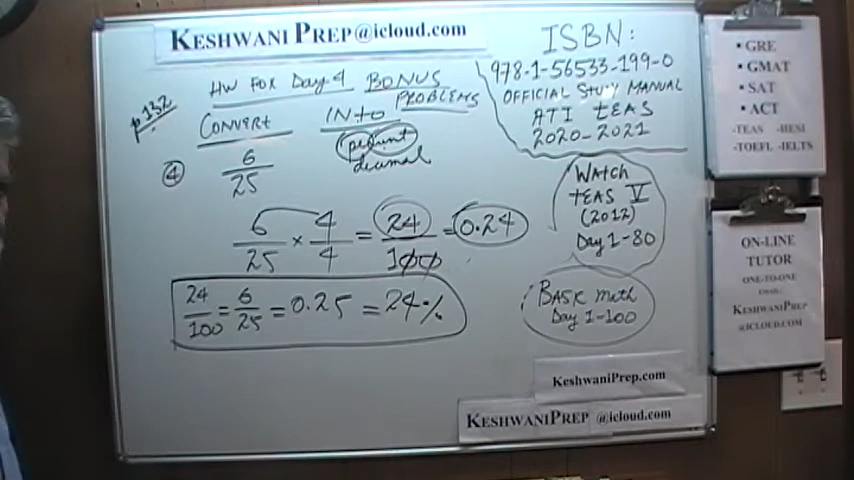 KESHWANI PREP@icloud.com
HW FOR Day 4 BONUS
PROBLEMS
p 132
CONVERT INTO
percent
decimal
④ 6/25
6/25 × 4/4 = 24/100 = 0.24
24/100 = 6/25 = 0.25 = 24%
ISBN:
978-1-56533-199-0
OFFICIAL STUDY MANUAL
ATI TEAS
2020-2021
WATCH
TEAS V
(2012)
Day 1-80
BASIC math
Day 1-100
KESHWANIPREP.COM
KESHWANIPREP @icloud.com
• GRE
• GMAT
• SAT
• ACT
-TEAS -HESI
-TOEFL -IELTS
ON-LINE
TUTOR
ONE-TO-ONE
EMAIL:
KESHWANIPREP
@ICLOUD.COM